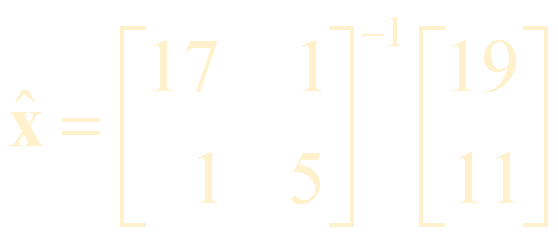 x̂ = [17 1; 1 5]⁻¹ [19; 11]